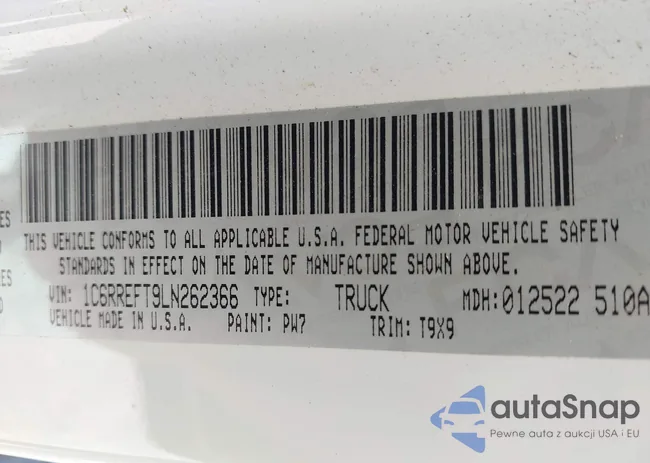 ES
ES
THIS VEHICLE CONFORMS TO ALL APPLICABLE U.S.A. FEDERAL MOTOR VEHICLE SAFETY
STANDARDS IN EFFECT ON THE DATE OF MANUFACTURE SHOWN ABOVE.
VIN: 1C6RREFT9LN262366 TYPE: TRUCK MDH: 012522 510A
VEHICLE MADE IN U.S.A. PAINT: PW7 TRIM: T9X9
autaSnap
Pewne auta z aukcji USA i EU